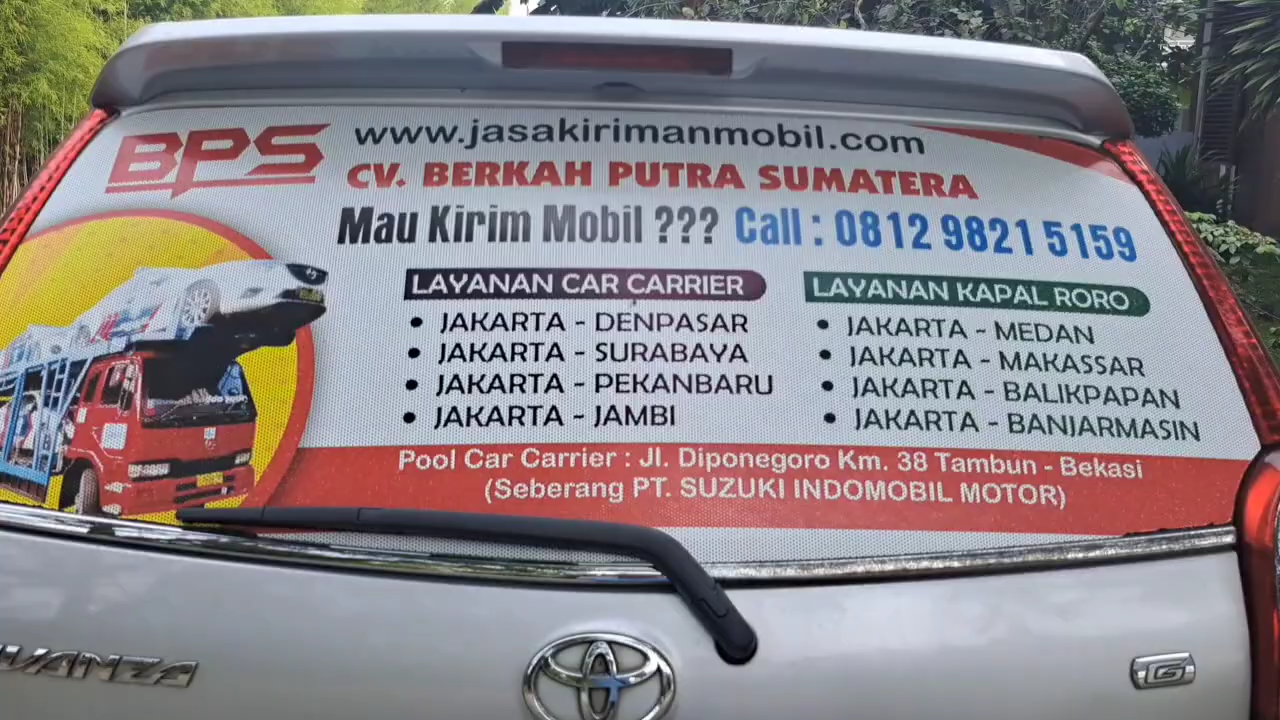 BPS
www.jasakirimanmobil.com
CV. BERKAH PUTRA SUMATERA
Mau Kirim Mobil ??? Call : 0812 9821 5159
LAYANAN CAR CARRIER
• JAKARTA - DENPASAR
• JAKARTA - SURABAYA
• JAKARTA - PEKANBARU
• JAKARTA - JAMBI
LAYANAN KAPAL RORO
• JAKARTA - MEDAN
• JAKARTA - MAKASSAR
• JAKARTA - BALIKPAPAN
• JAKARTA - BANJARMASIN
Pool Car Carrier : Jl. Diponegoro Km. 38 Tambun - Bekasi
(Seberang PT. SUZUKI INDOMOBIL MOTOR)
VANZA
G